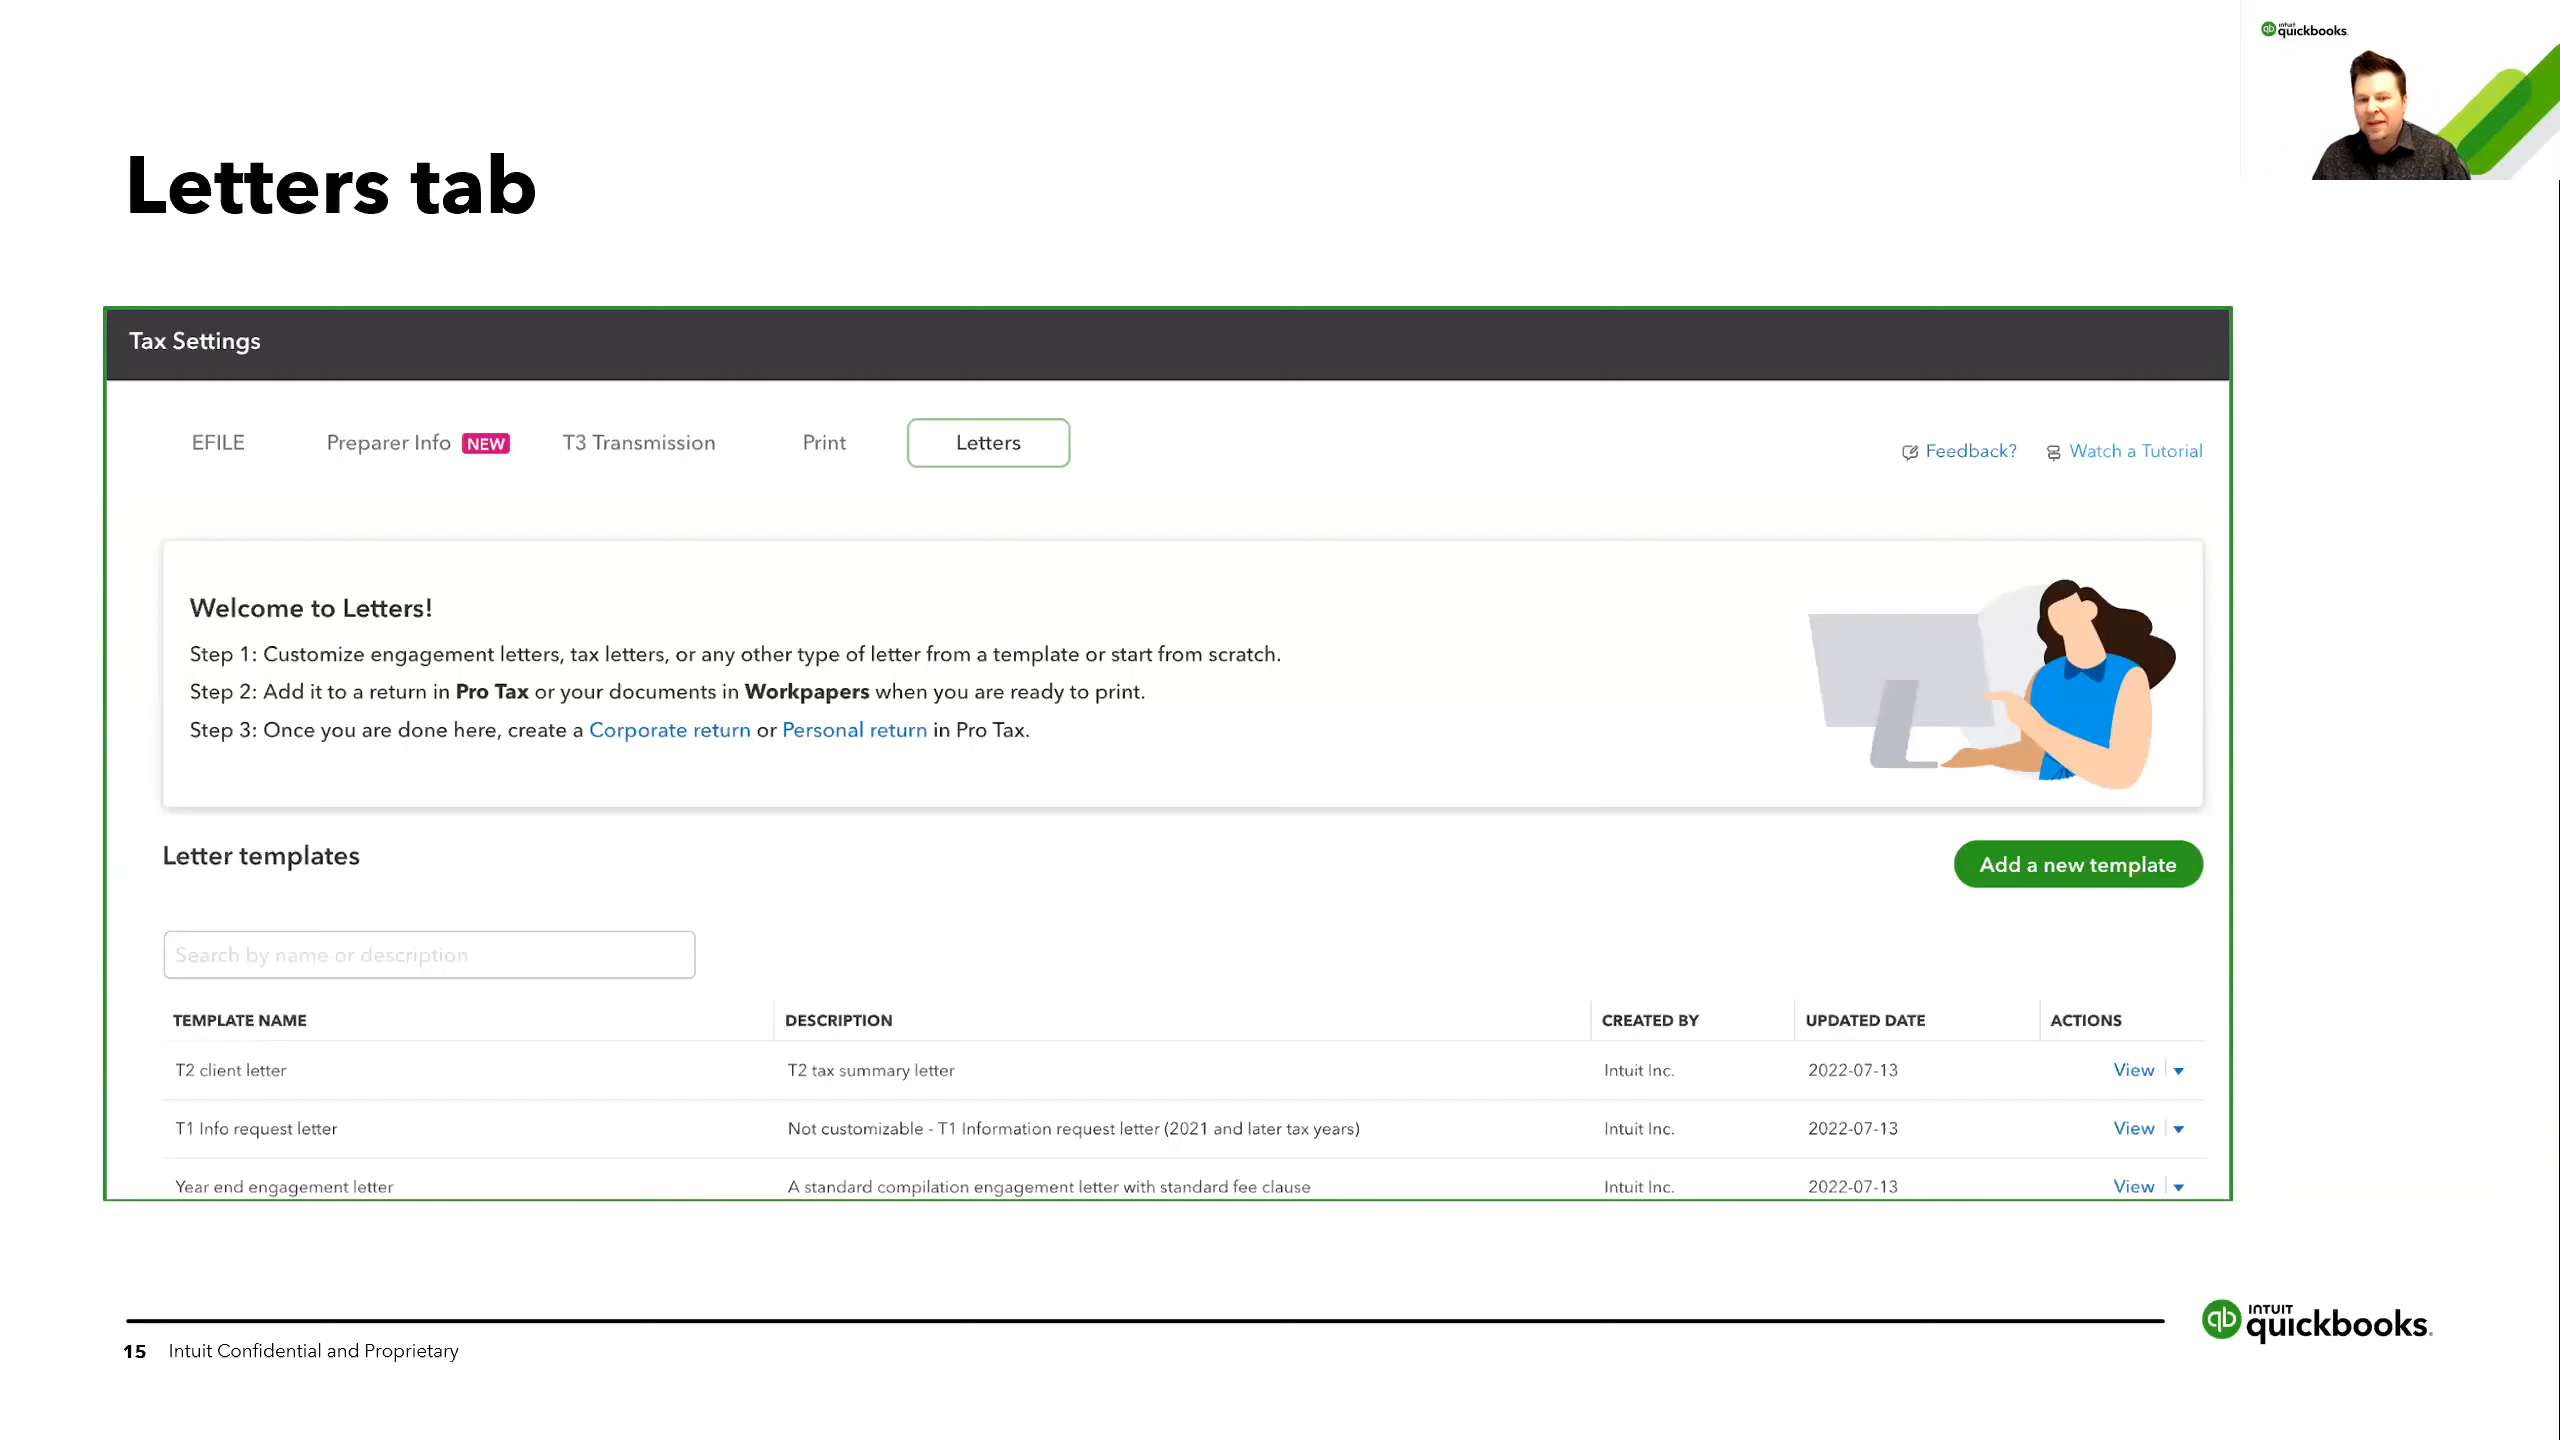 intuit
quickbooks.
Letters tab
Tax Settings
EFILE
Preparer Info NEW
T3 Transmission
Print
Letters
Feedback?
Watch a Tutorial
Welcome to Letters!
Step 1: Customize engagement letters, tax letters, or any other type of letter from a template or start from scratch.
Step 2: Add it to a return in Pro Tax or your documents in Workpapers when you are ready to print.
Step 3: Once you are done here, create a Corporate return or Personal return in Pro Tax.
Letter templates
Add a new template
Search by name or description
TEMPLATE NAME DESCRIPTION CREATED BY UPDATED DATE ACTIONS
T2 client letter T2 tax summary letter Intuit Inc. 2022-07-13 View
T1 Info request letter Not customizable - T1 Information request letter (2021 and later tax years) Intuit Inc. 2022-07-13 View
Year end engagement letter A standard compilation engagement letter with standard fee clause Intuit Inc. 2022-07-13 View
15 Intuit Confidential and Proprietary
qb INTUIT
quickbooks.